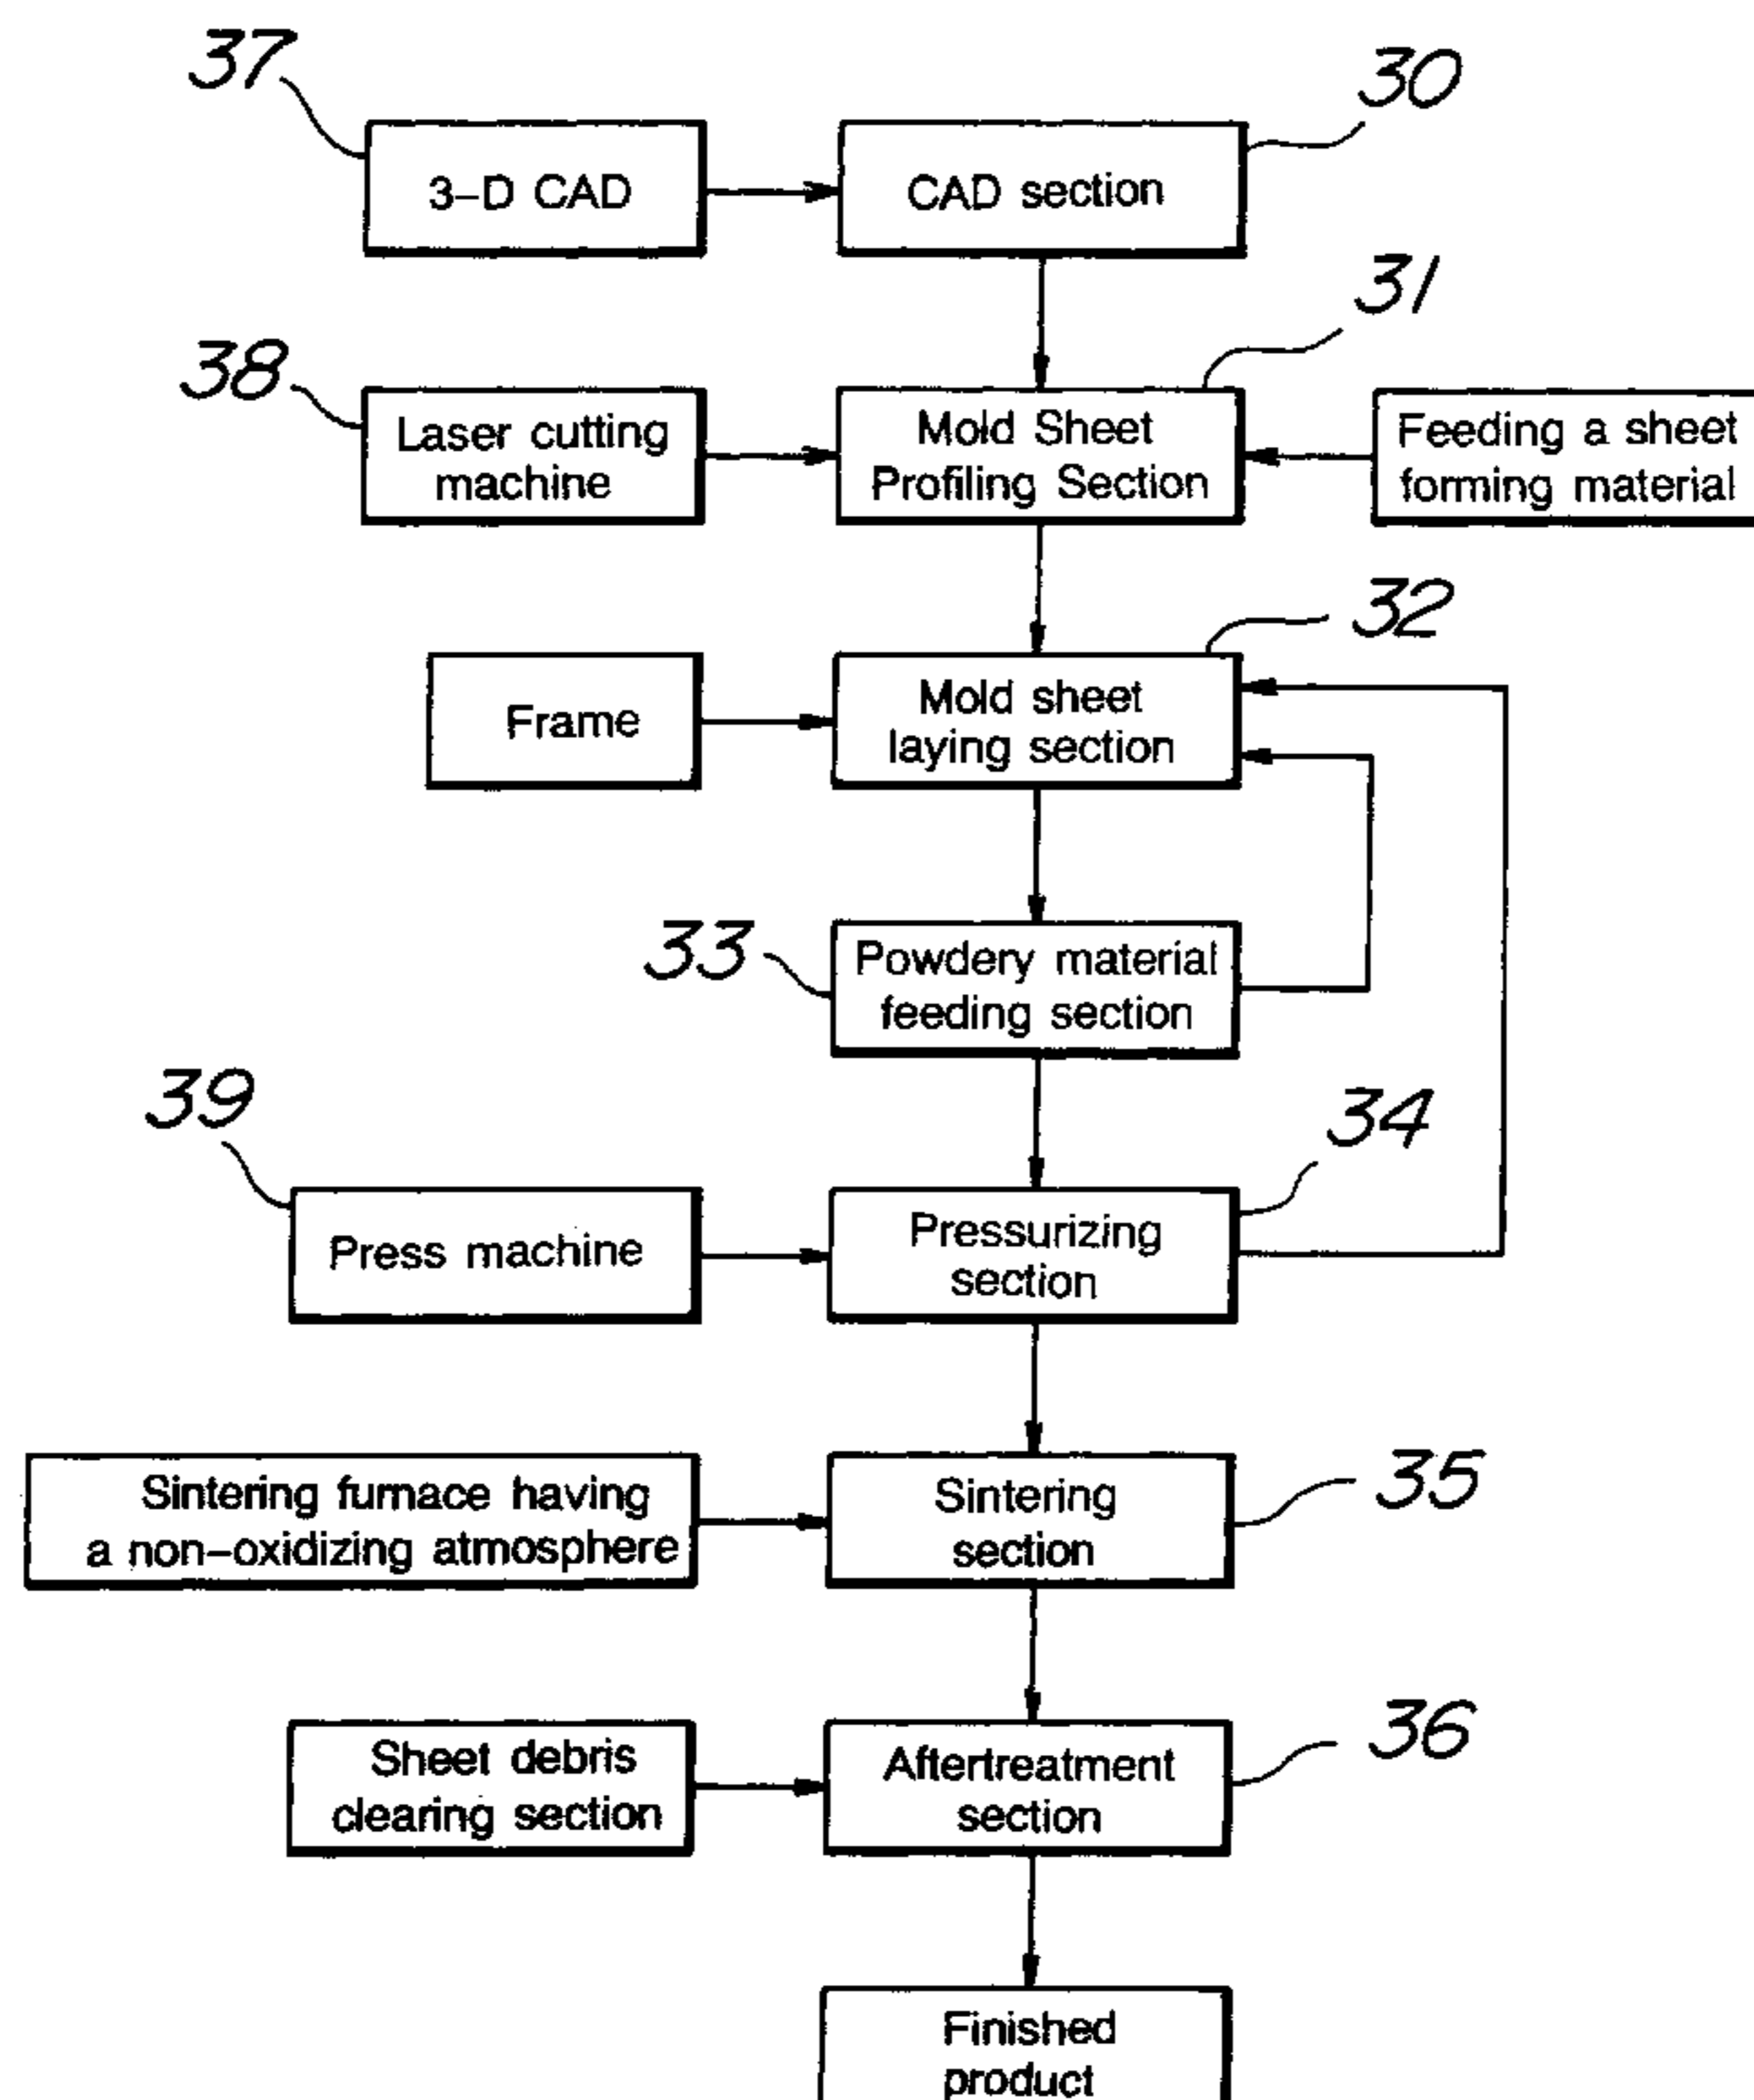 37
30
3-D CAD
CAD section
31
38
Laser cutting
machine
Mold Sheet
Profiling Section
Feeding a sheet
forming material
32
Frame
Mold sheet
laying section
33
Powdery material
feeding section
39
34
Press machine
Pressurizing
section
Sintering furnace having
a non-oxidizing atmosphere
Sintering
section
35
Sheet debris
clearing section
Aftertreatment
section
36
Finished
product